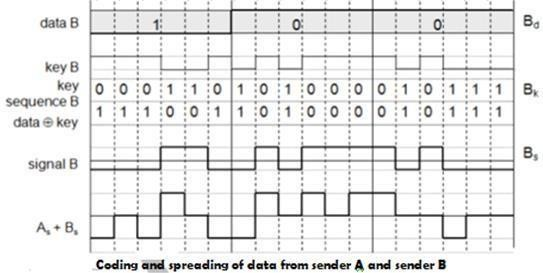 data B 1 0 0 Bd
key B
key 0 0 0 1 1 0 1 0 1 0 0 0 0 1 0 1 1 1 Bk
sequence B
data ⊕ key 1 1 1 0 0 1 1 0 1 0 0 0 0 1 0 1 1 1
signal B Bs
As + Bs
Coding and spreading of data from sender A and sender B